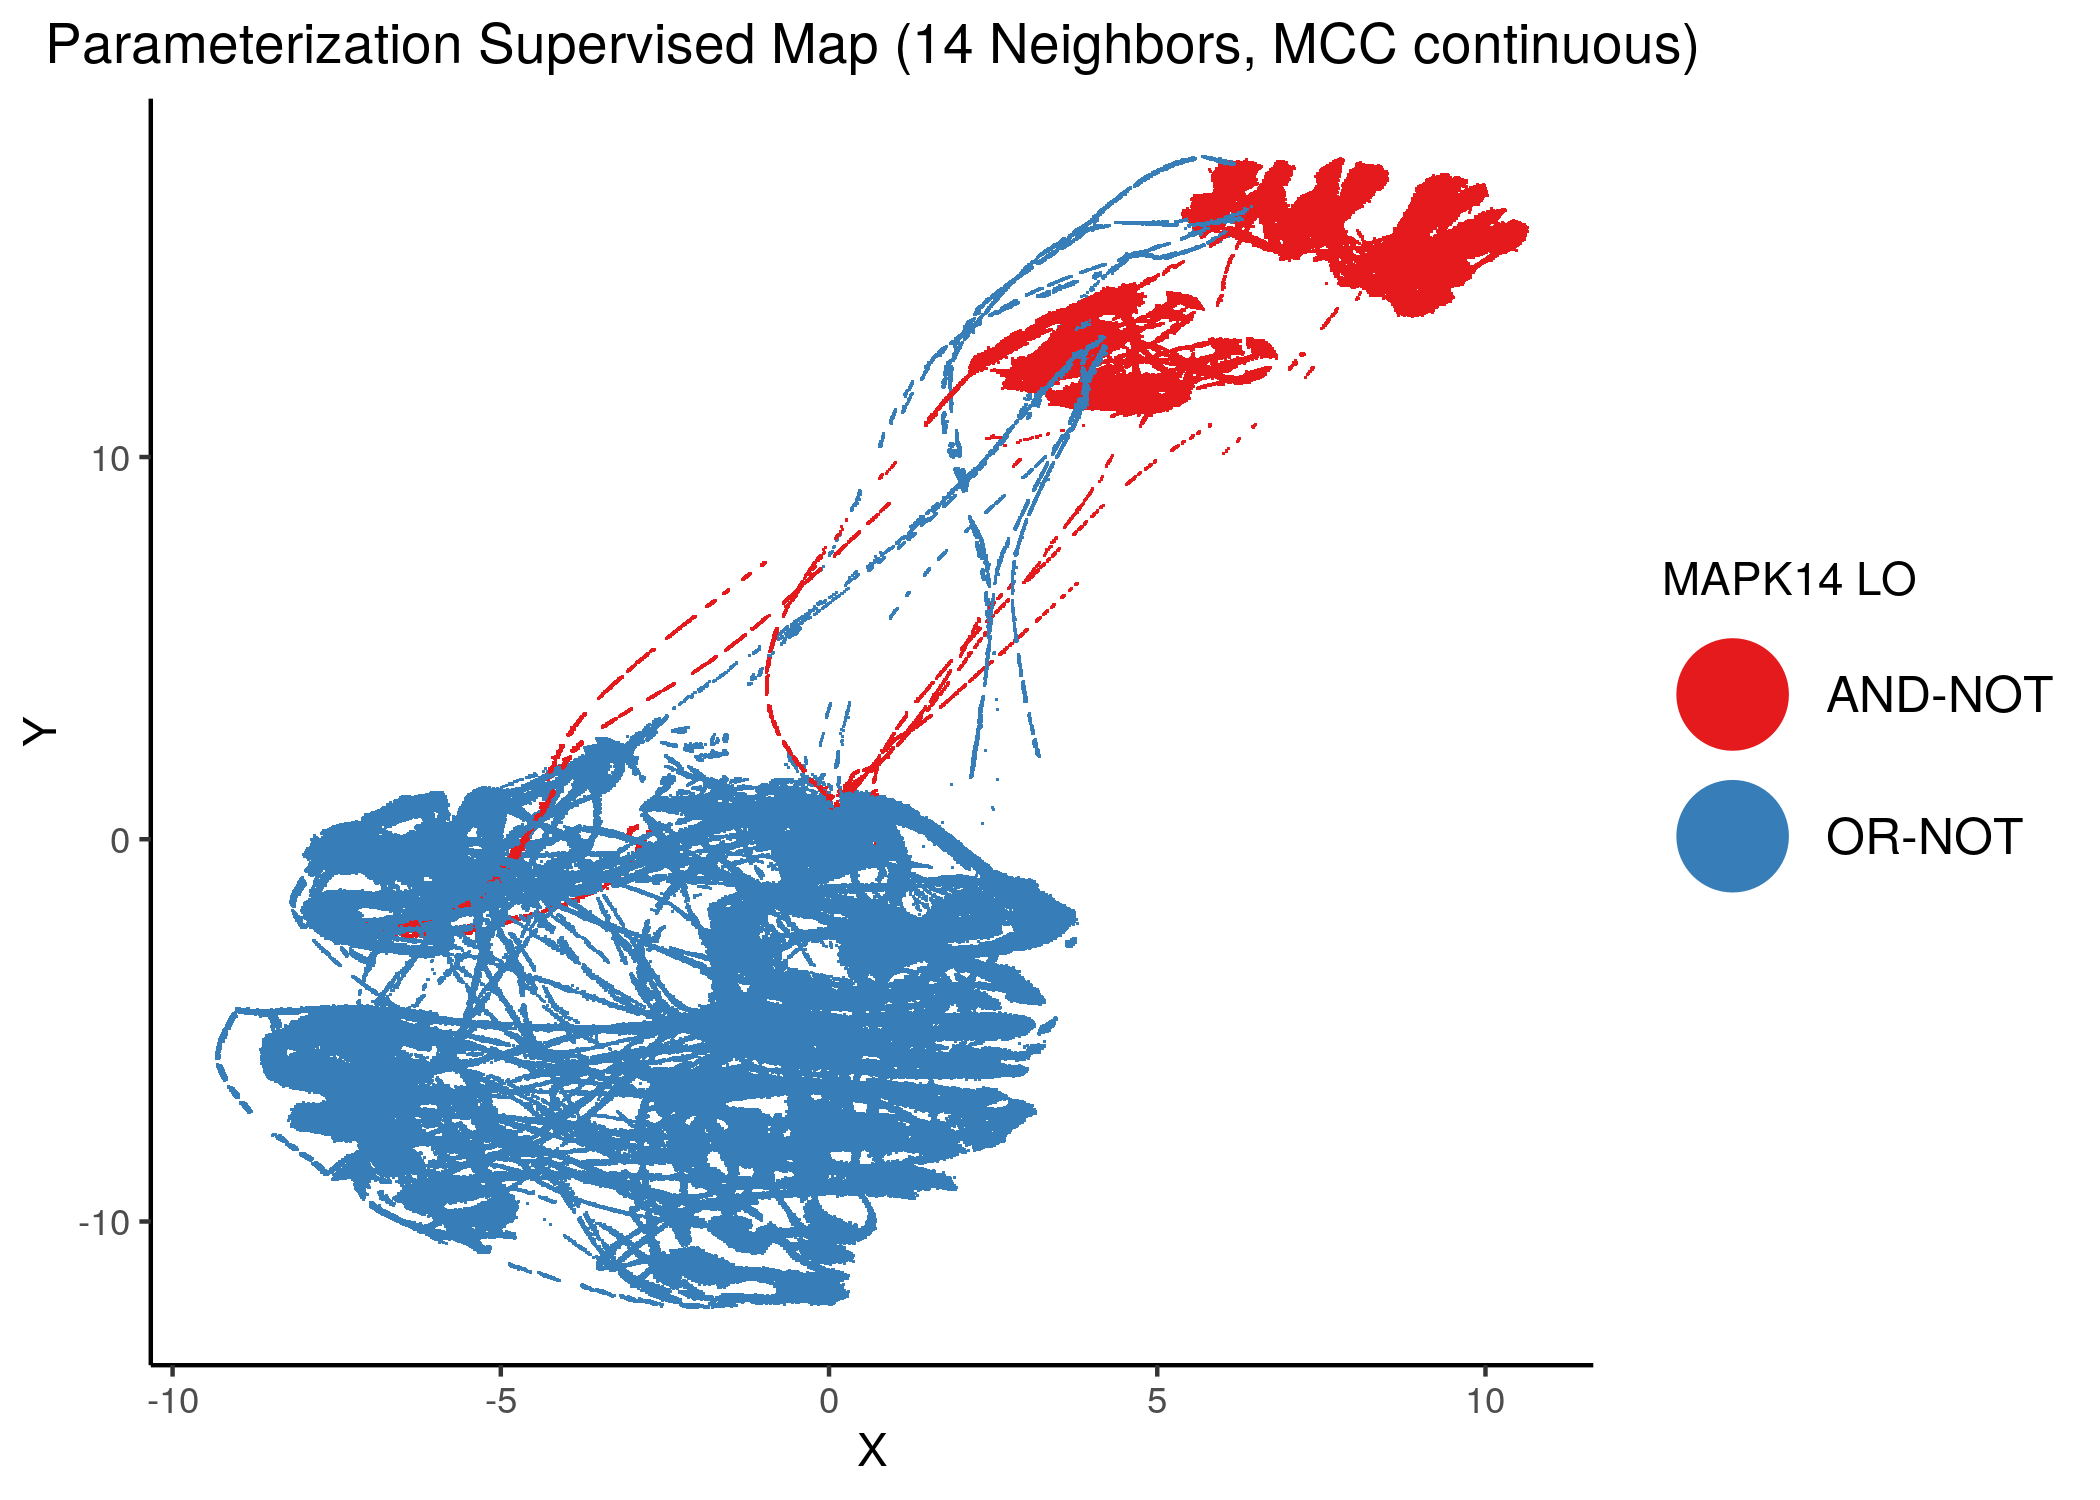 Parameterization Supervised Map (14 Neighbors, MCC continuous)
Y
10
0
-10
-10 -5 0 5 10
X
MAPK14 LO
AND-NOT
OR-NOT